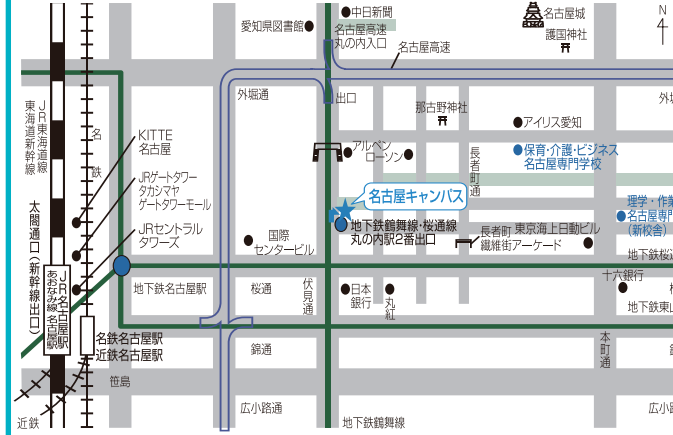 中日新聞
愛知県図書館
名古屋高速
丸の内入口
名古屋高速
名古屋城
護国神社
N
外堀通
出口
那古野神社
アイリス愛知
JR東海道線
東海道新幹線
名鉄
KITTE
名古屋
アルペン
ローソン
長者町通
保育・介護・ビジネス
名古屋専門学校
JRゲートタワー
タカシマヤ
ゲートタワーモール
名古屋キャンパス
太閤通口(新幹線出口)
JRセントラル
タワーズ
国際
センタービル
地下鉄鶴舞線・桜通線
丸の内駅2番出口
長者町
繊維街アーケード
東京海上日動ビル
理学・作業
名古屋専門
(新校舎)
地下鉄桜通
JR名古屋駅
あおなみ線名古屋駅
地下鉄名古屋駅
桜通
伏見通
日本
銀行
丸紅
十六銀行
地下鉄東山
名鉄名古屋駅
近鉄名古屋駅
錦通
本町通
笹島
広小路通
近鉄
地下鉄鶴舞線
広小路